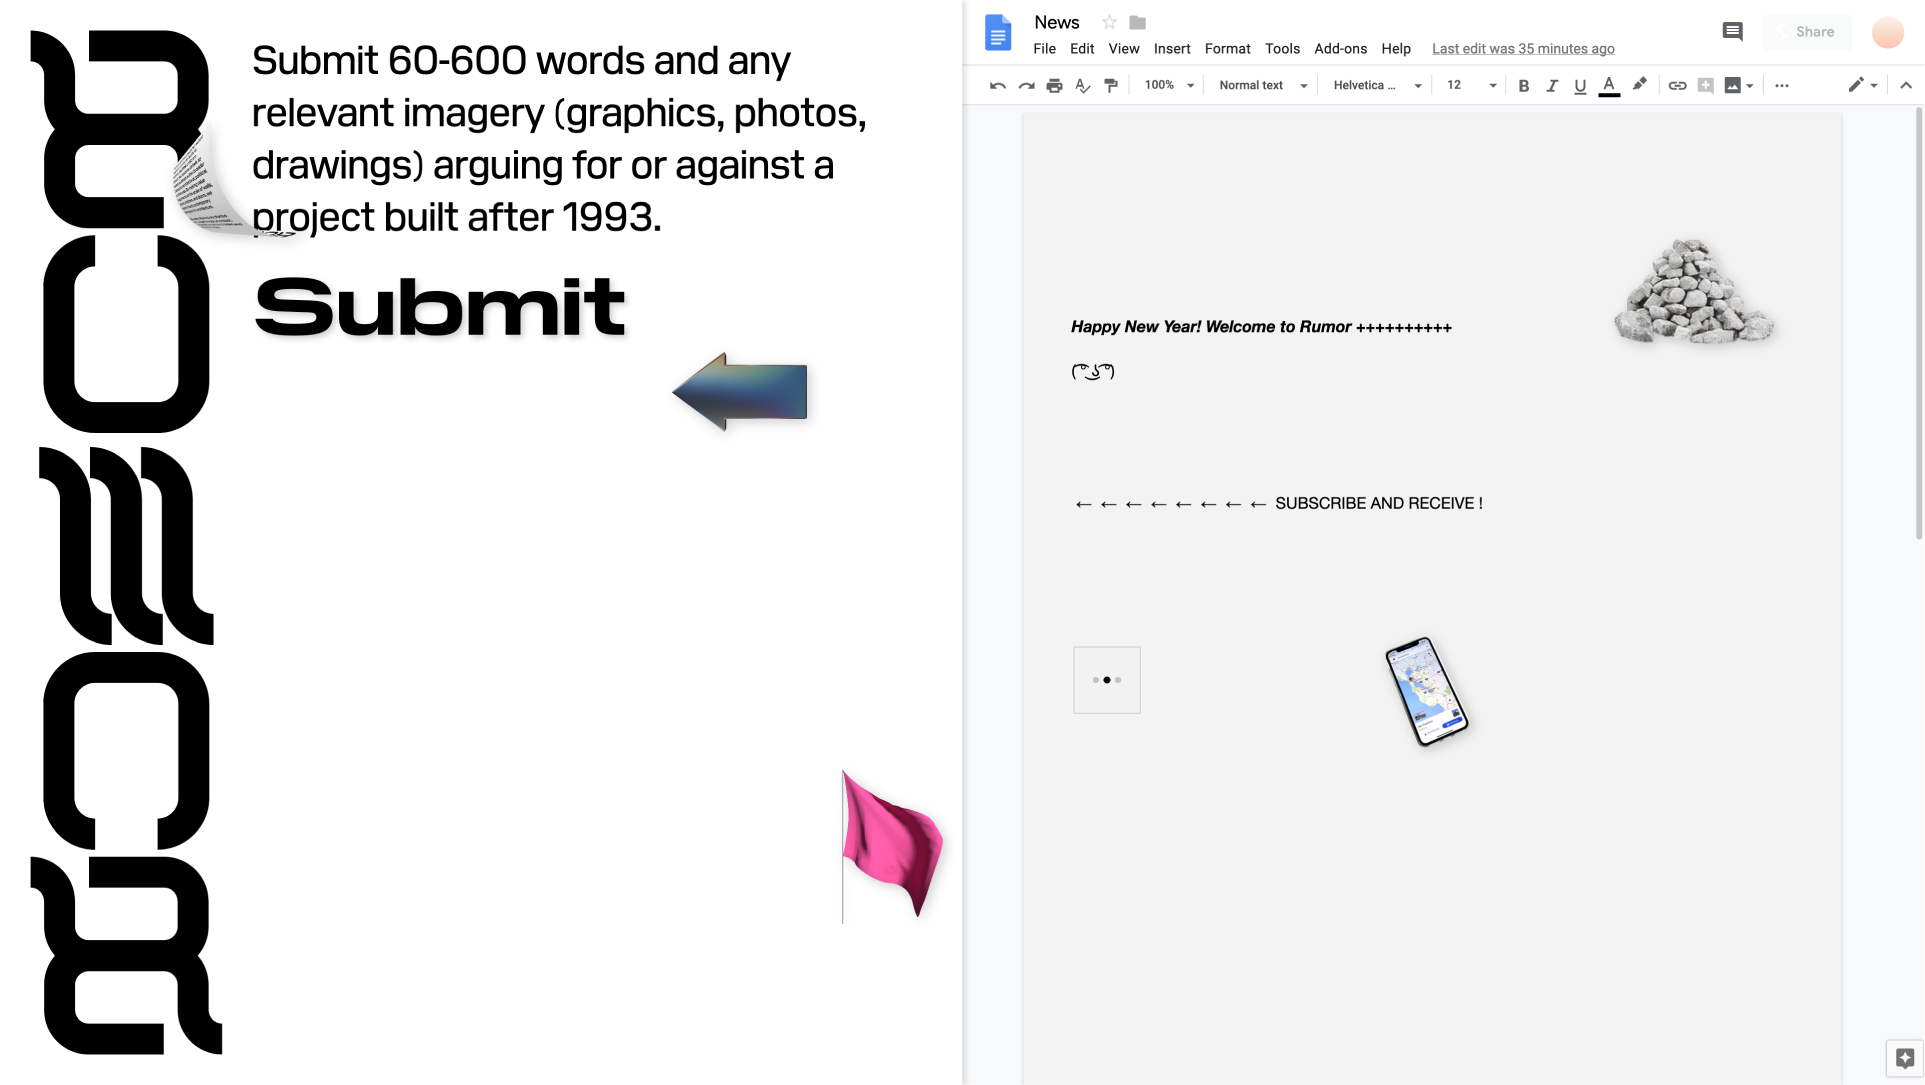 Submit 60-600 words and any
relevant imagery (graphics, photos,
drawings) arguing for or against a
project built after 1993.
Submit
News
Share
File Edit View Insert Format Tools Add-ons Help Last edit was 35 minutes ago
100% Normal text Helvetica ... 12 B I U A ...
Happy New Year! Welcome to Rumor ++++++++++
( ͡° ͜ʖ ͡°)
← ← ← ← ← ← ← ← SUBSCRIBE AND RECEIVE !